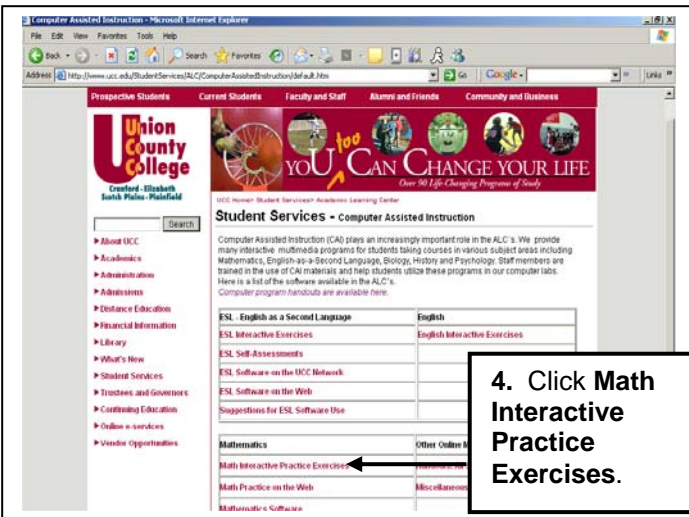 Computer Assisted Instruction - Microsoft Internet Explorer
File Edit View Favorites Tools Help
Back Search Favorites
Address http://www.ucc.edu/StudentServices/ALC/ComputerAssistedInstruction/default.htm Go Google Links »
Prospective Students Current Students Faculty and Staff Alumni and Friends Community and Business
Union
County
College
Cranford - Elizabeth
Scotch Plains - Plainfield
YOU too CAN CHANGE YOUR LIFE
Over 90 Life-Changing Programs of Study
UCC Home> Student Services> Academic Learning Center
Student Services - Computer Assisted Instruction
Search
About UCC
Academics
Administration
Admissions
Distance Education
Financial Information
Library
What's New
Student Services
Trustees and Governors
Continuing Education
Online e-services
Vendor Opportunities
Computer Assisted Instruction (CAI) plays an increasingly important role in the ALC's. We provide
many interactive multimedia programs for students taking courses in various subject areas including
Mathematics, English-as-a-Second Language, Biology, History and Psychology. Staff members are
trained in the use of CAI materials and help students utilize these programs in our computer labs.
Here is a list of the software available in the ALC's.
Computer program handouts are available here.
ESL - English as a Second Language English
ESL Interactive Exercises English Interactive Exercises
ESL Self-Assessments
ESL Software on the UCC Network
ESL Software on the Web
Suggestions for ESL Software Use
Mathematics Other Online
Math Interactive Practice Exercises
Math Practice on the Web Miscellaneous
Mathematics Software
4. Click Math
Interactive
Practice
Exercises.